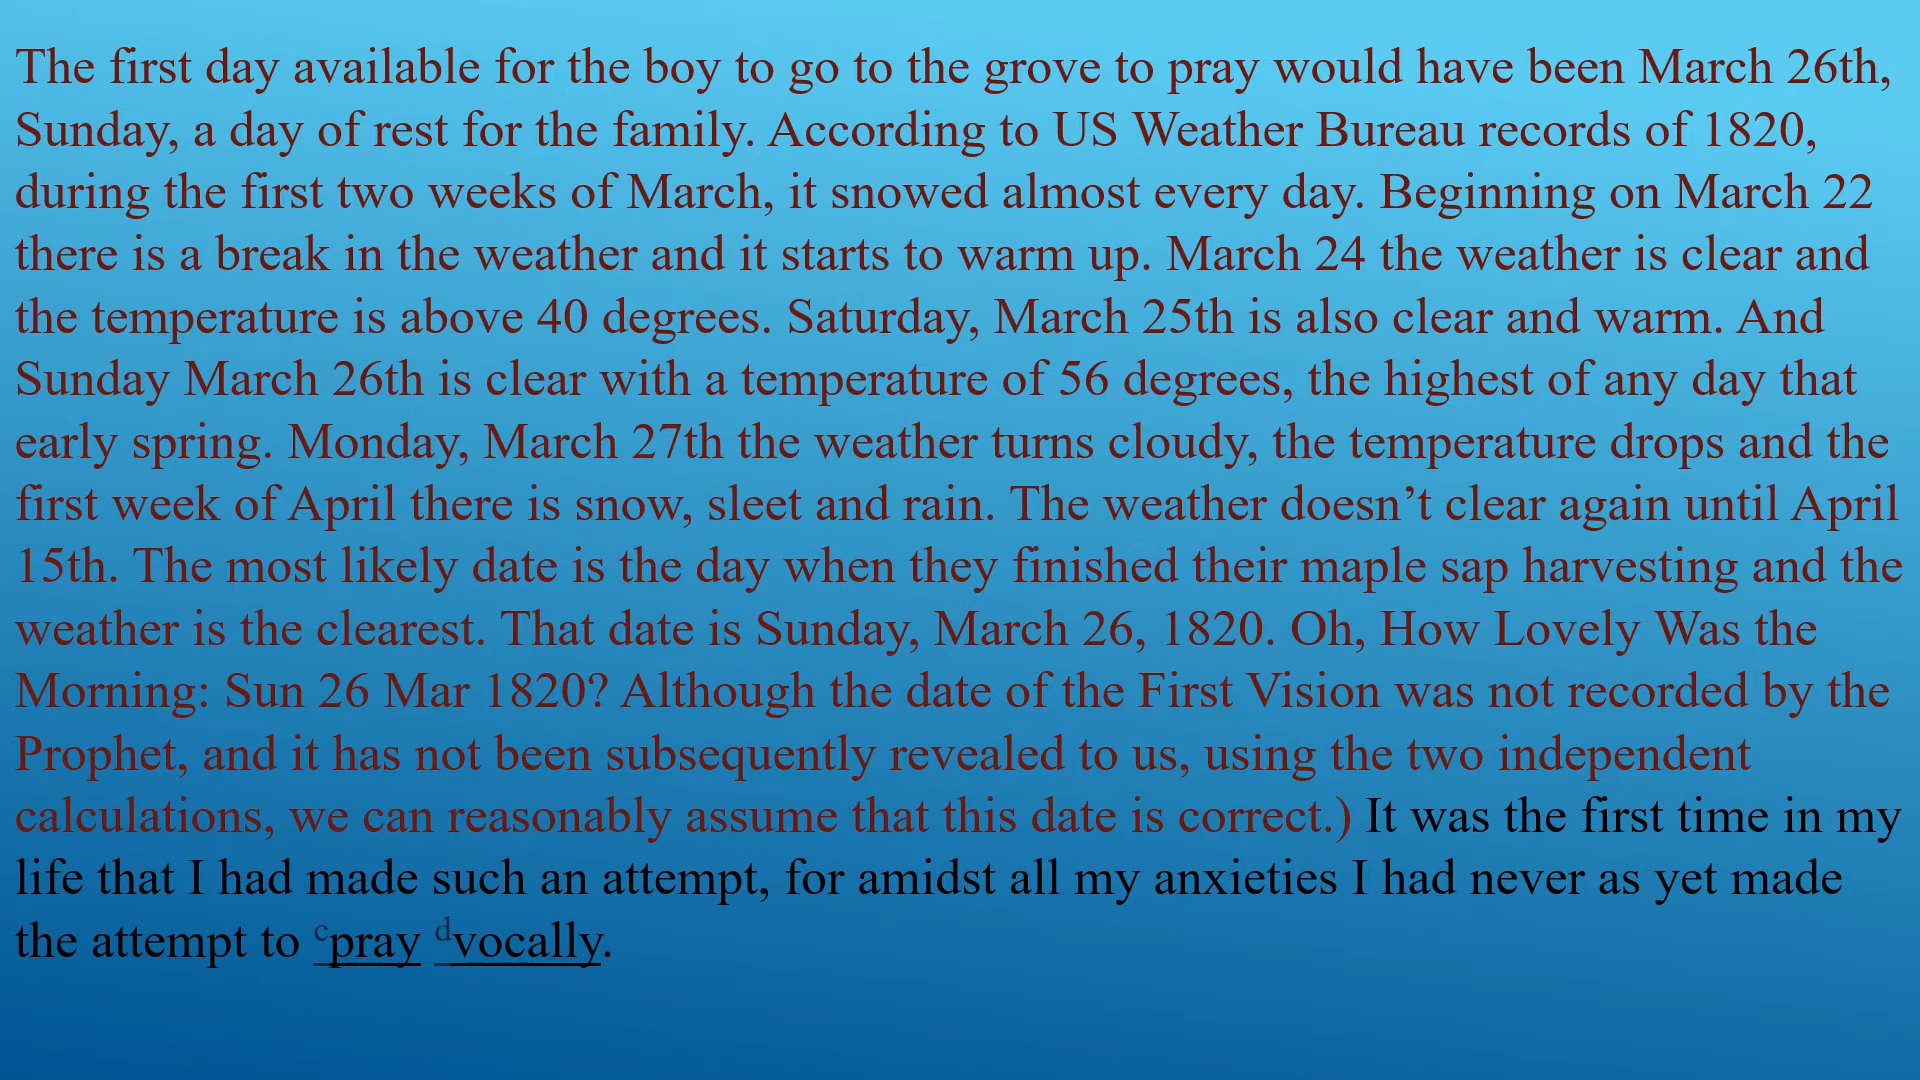 The first day available for the boy to go to the grove to pray would have been March 26th,
Sunday, a day of rest for the family. According to US Weather Bureau records of 1820,
during the first two weeks of March, it snowed almost every day. Beginning on March 22
there is a break in the weather and it starts to warm up. March 24 the weather is clear and
the temperature is above 40 degrees. Saturday, March 25th is also clear and warm. And
Sunday March 26th is clear with a temperature of 56 degrees, the highest of any day that
early spring. Monday, March 27th the weather turns cloudy, the temperature drops and the
first week of April there is snow, sleet and rain. The weather doesn’t clear again until April
15th. The most likely date is the day when they finished their maple sap harvesting and the
weather is the clearest. That date is Sunday, March 26, 1820. Oh, How Lovely Was the
Morning: Sun 26 Mar 1820? Although the date of the First Vision was not recorded by the
Prophet, and it has not been subsequently revealed to us, using the two independent
calculations, we can reasonably assume that this date is correct.) It was the first time in my
life that I had made such an attempt, for amidst all my anxieties I had never as yet made
the attempt to cpray dvocally.